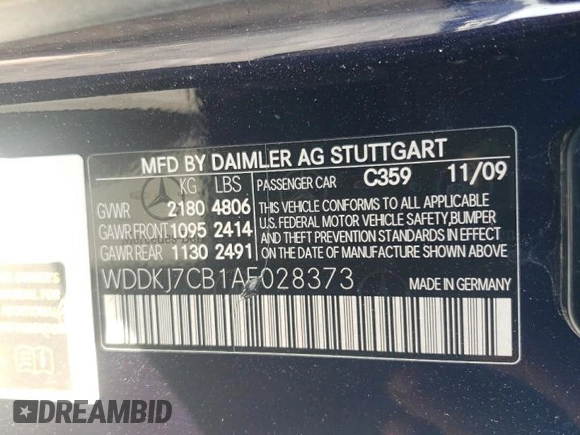 MFD BY DAIMLER AG STUTTGART
KG LBS PASSENGER CAR C359 11/09
GVWR 2180 4806
GAWR FRONT 1095 2414
GAWR REAR 1130 2491
THIS VEHICLE CONFORMS TO ALL APPLICABLE
U.S. FEDERAL MOTOR VEHICLE SAFETY, BUMPER
AND THEFT PREVENTION STANDARDS IN EFFECT
ON THE DATE OF MANUFACTURE SHOWN ABOVE
WDDKJ7CB1AF028373
MADE IN GERMANY
DREAMBID